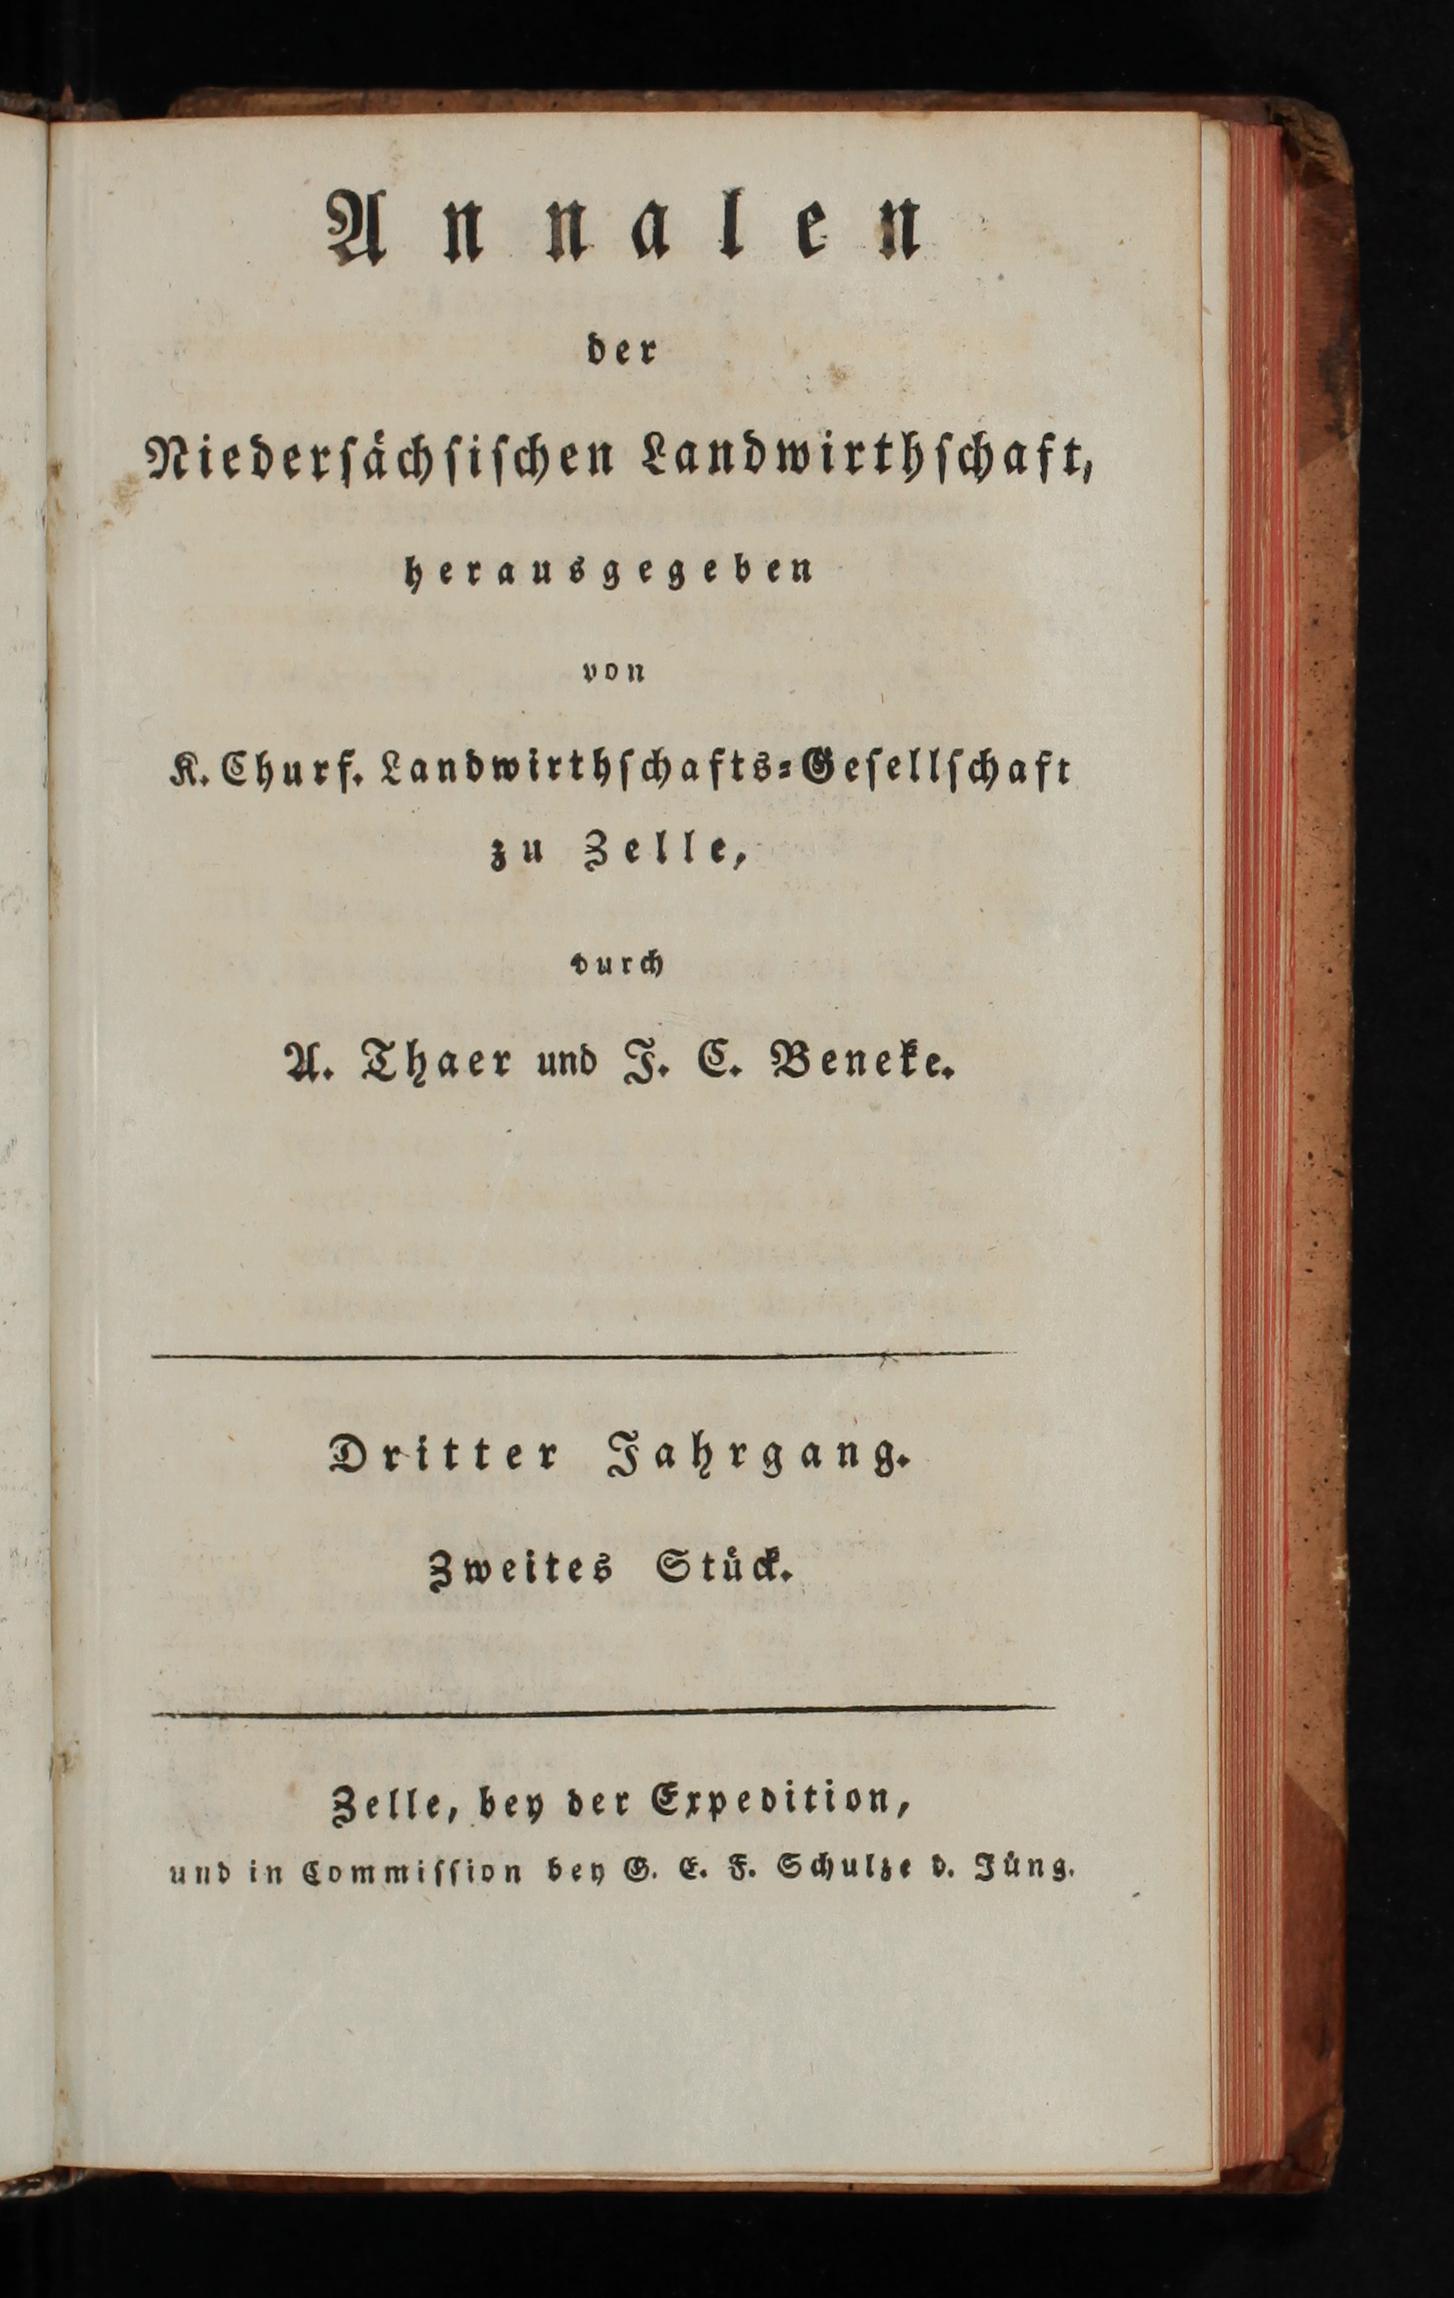 Annalen
der
Niederſächſiſchen Landwirthſchaft,
herausgegeben
von
K. Churf. Landwirthſchafts⸗Geſellſchaft
zu Zelle,
durch
A. Thaer und J. C. Beneke.
Dritter Jahrgang.
Zweites Stück.
Zelle, bey der Expedition,
und in Commiſſion bey G. E. F. Schulze d. Jüng.